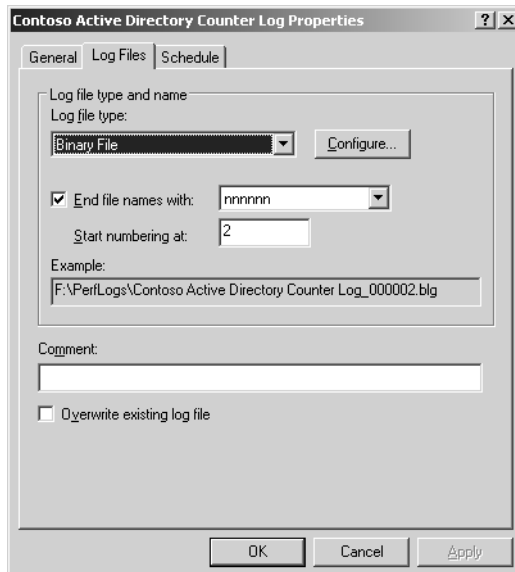 Contoso Active Directory Counter Log Properties
? X
General Log Files Schedule
Log file type and name
Log file type:
Binary File Configure...
End file names with: nnnnnn
Start numbering at: 2
Example:
F:\PerfLogs\Contoso Active Directory Counter Log_000002.blg
Comment:
Overwrite existing log file
OK Cancel Apply